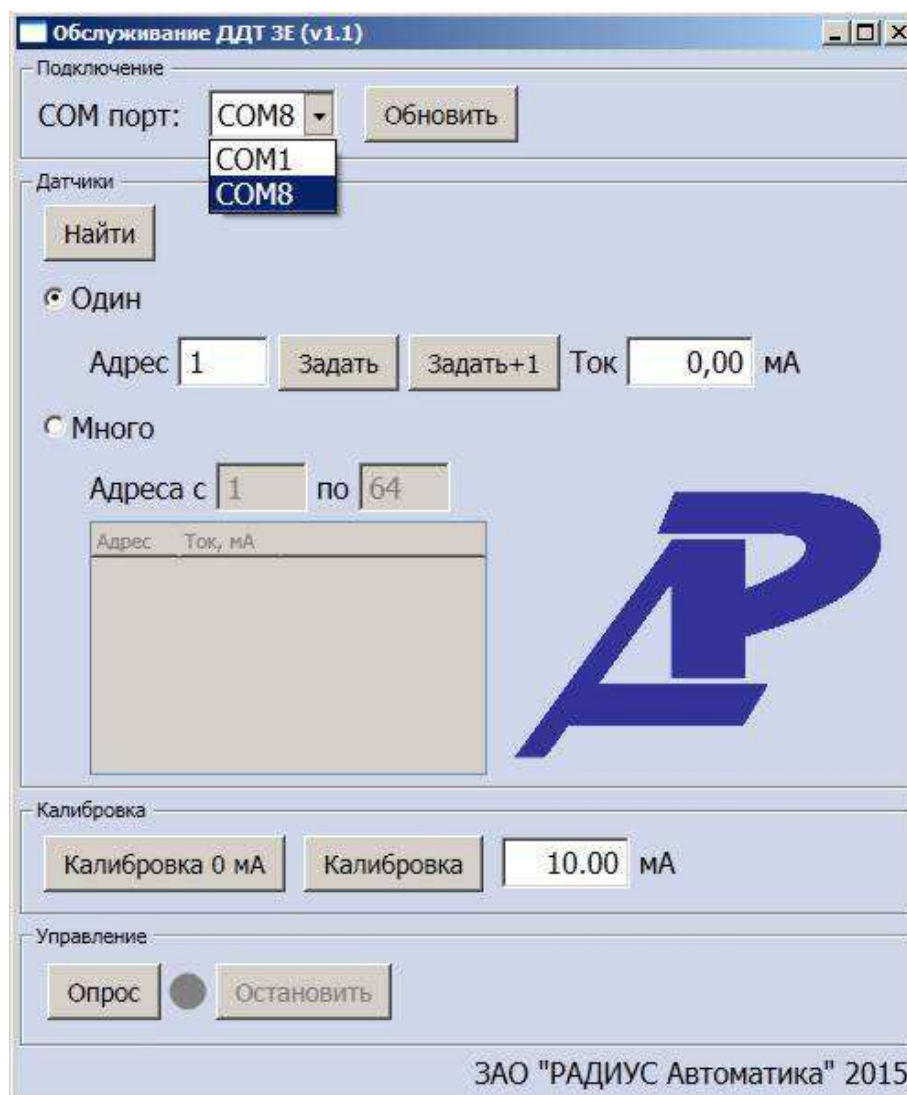 Обслуживание ДДТ 3Е (v1.1)
Подключение
COM порт: COM8 Обновить
COM1
COM8
Датчики
Найти
Один
Адрес 1 Задать Задать+1 Ток 0,00 мА
Много
Адреса с 1 по 64
Адрес Ток, мА
Калибровка
Калибровка 0 мА Калибровка 10.00 мА
Управление
Опрос Остановить
ЗАО "РАДИУС Автоматика" 2015